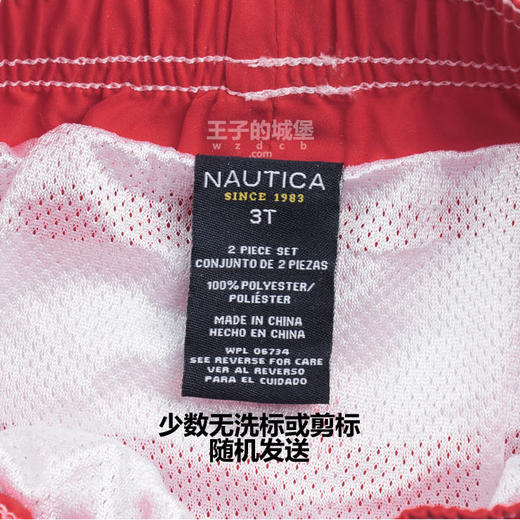 王子的城堡
wzdcb
.com
NAUTICA
SINCE 1983
3T
2 PIECE SET
CONJUNTO DE 2 PIEZAS
100% POLYESTER/
POLIÉSTER
MADE IN CHINA
HECHO EN CHINA
WPL 06734
SEE REVERSE FOR CARE
VER AL REVERSO
PARA EL CUIDADO
少数无洗标或剪标
随机发送